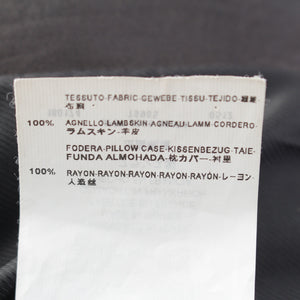 TESSUTO-FABRIC-GEWEBE-TISSU-TEJIDO-織地
布料
100% AGNELLO-LAMBSKIN-AGNEAU-LAMM-CORDERO-
ラムスキン-羊皮
FODERA-PILLOW CASE-KISSENBEZUG-TAIE-
FUNDA ALMOHADA-枕カバー-衬里
100% RAYON-RAYON-RAYON-RAYON-RAYON-レーヨン-
人造丝